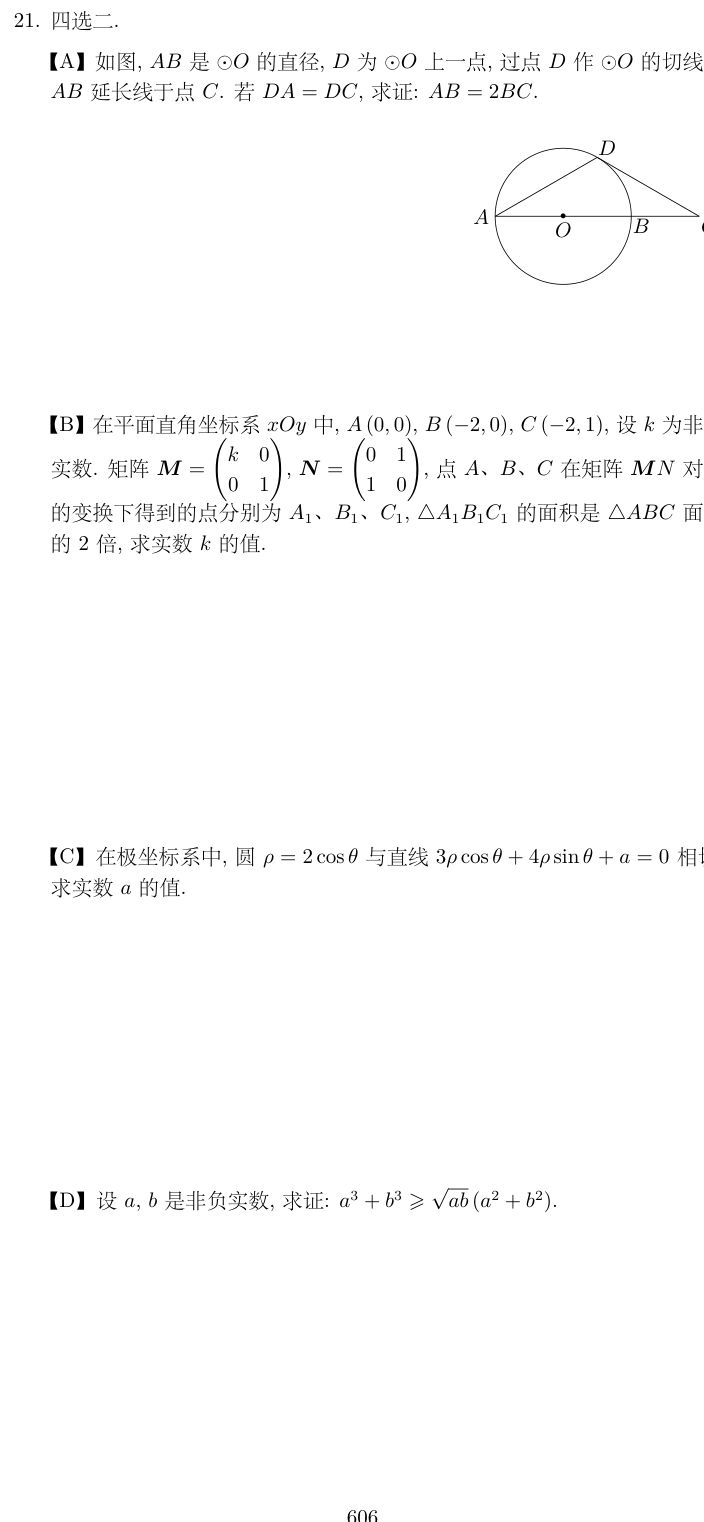 21. 四选二.
【A】如图, AB 是 ⊙O 的直径, D 为 ⊙O 上一点, 过点 D 作 ⊙O 的切线
AB 延长线于点 C. 若 DA = DC, 求证: AB = 2BC.
D
A
O
B
【B】在平面直角坐标系 xOy 中, A (0, 0), B (−2, 0), C (−2, 1), 设 k 为非
实数. 矩阵 M = (k 0; 0 1), N = (0 1; 1 0), 点 A、B、C 在矩阵 MN 对
的变换下得到的点分别为 A₁、B₁、C₁, △A₁B₁C₁ 的面积是 △ABC 面
的 2 倍, 求实数 k 的值.
【C】在极坐标系中, 圆 ρ = 2 cos θ 与直线 3ρ cos θ + 4ρ sin θ + a = 0 相
求实数 a 的值.
【D】设 a, b 是非负实数, 求证: a³ + b³ ⩾ √ab (a² + b²).
606